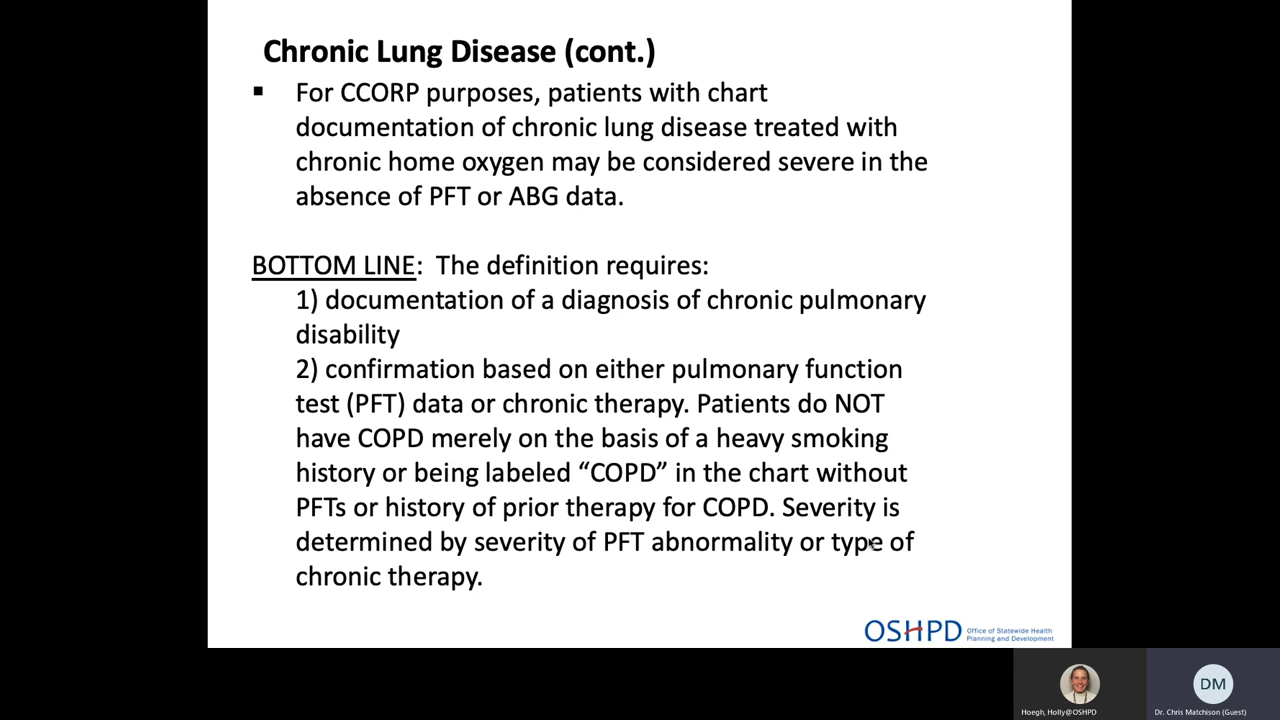 Chronic Lung Disease (cont.)
▪ For CCORP purposes, patients with chart
documentation of chronic lung disease treated with
chronic home oxygen may be considered severe in the
absence of PFT or ABG data.
BOTTOM LINE: The definition requires:
1) documentation of a diagnosis of chronic pulmonary
disability
2) confirmation based on either pulmonary function
test (PFT) data or chronic therapy. Patients do NOT
have COPD merely on the basis of a heavy smoking
history or being labeled “COPD” in the chart without
PFTs or history of prior therapy for COPD. Severity is
determined by severity of PFT abnormality or type of
chronic therapy.
OSHPD Office of Statewide Health
Planning and Development
DM
Hoegh, Holly@OSHPD
Dr. Chris Matchison (Guest)